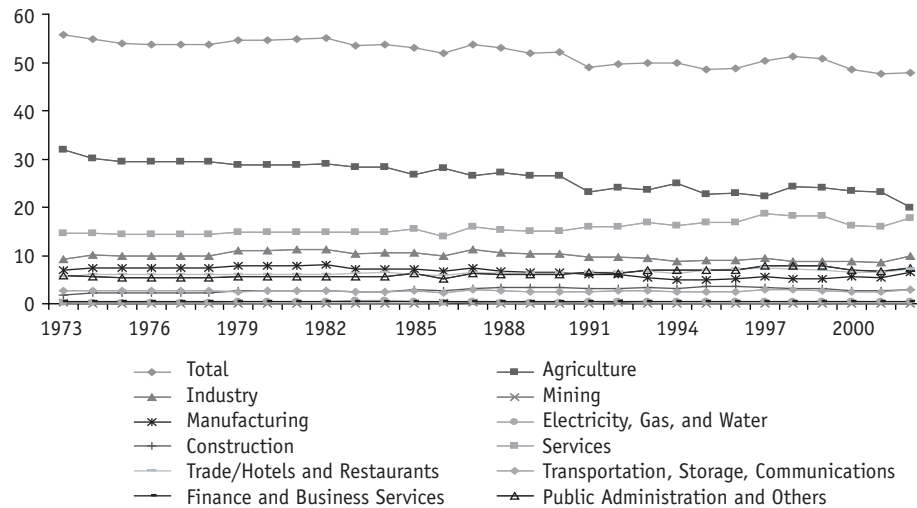 60
50
40
30
20
10
0
1973 1976 1979 1982 1985 1988 1991 1994 1997 2000
Total Agriculture
Industry Mining
Manufacturing Electricity, Gas, and Water
Construction Services
Trade/Hotels and Restaurants Transportation, Storage, Communications
Finance and Business Services Public Administration and Others